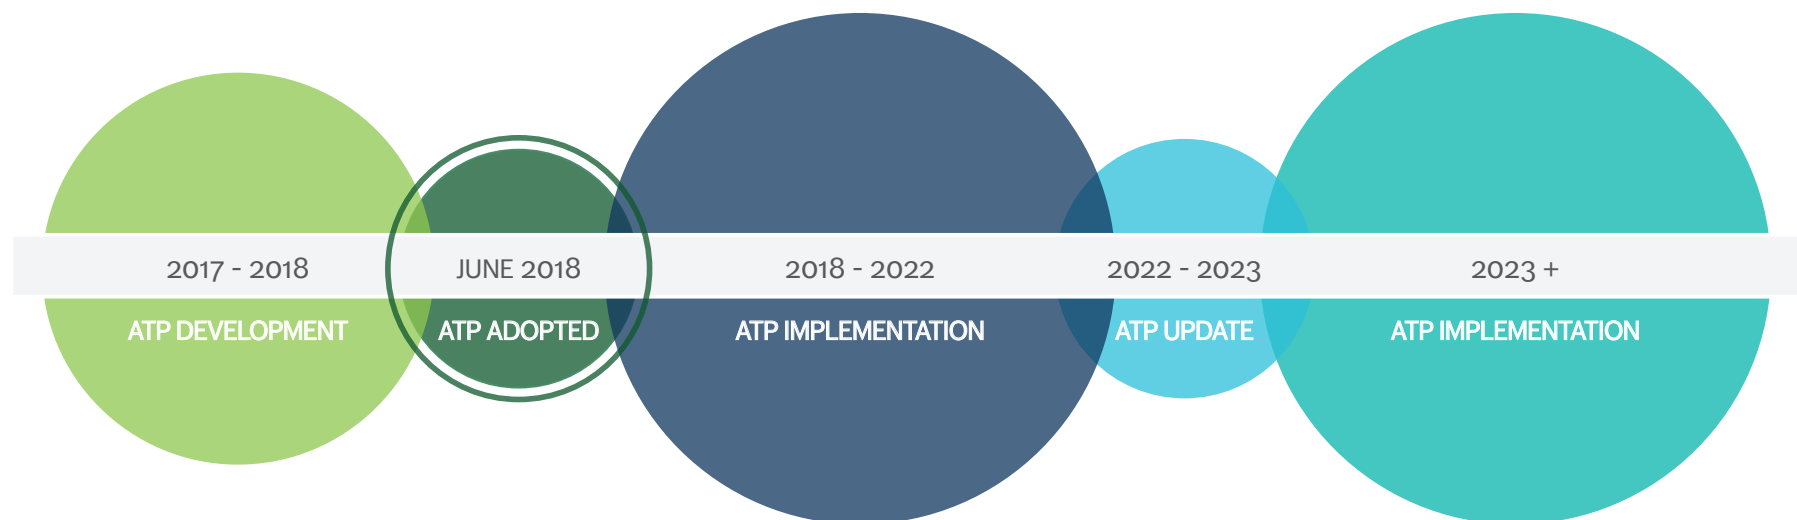 2017 - 2018
JUNE 2018
2018 - 2022
2022 - 2023
2023 +
ATP DEVELOPMENT
ATP ADOPTED
ATP IMPLEMENTATION
ATP UPDATE
ATP IMPLEMENTATION